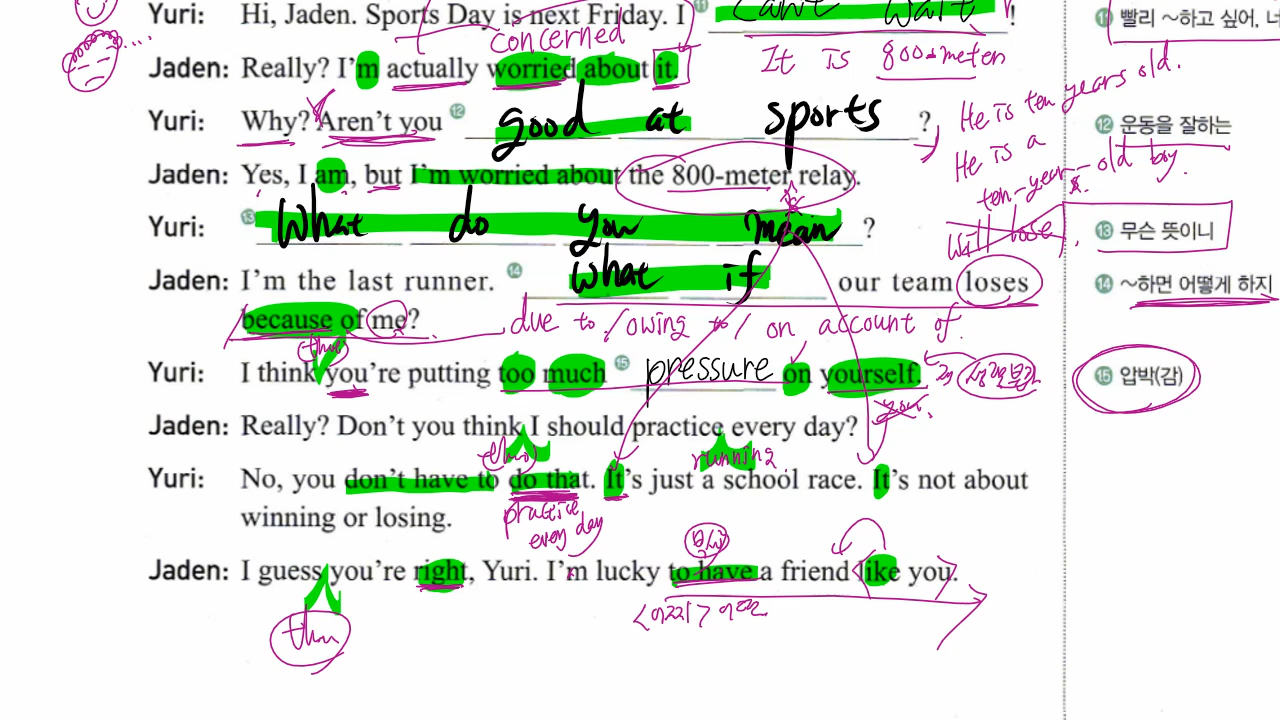 Yuri: Hi, Jaden. Sports Day is next Friday. I ⑪ can't wait !
⑪ 빨리 ~하고 싶어, 너
concerned
It is 800-meter
Jaden: Really? I'm actually worried about it.
He is ten years old.
Yuri: Why? Aren't you ⑫ good at sports ?
⑫ 운동을 잘하는
He is a
ten-year-old boy.
Jaden: Yes, I am, but I'm worried about the 800-meter relay.
Yuri: ⑬ What do you mean ?
will lose
⑬ 무슨 뜻이니
Jaden: I'm the last runner. ⑭ what if our team loses
⑭ ~하면 어떻게 하지
because of me?
due to / owing to / on account of
that
Yuri: I think you're putting too much ⑮ pressure on yourself.
⑮ 압박(감)
Jaden: Really? Don't you think I should practice every day?
that running
Yuri: No, you don't have to do that. It's just a school race. It's not about
practice
every day
winning or losing.
Jaden: I guess you're right, Yuri. I'm lucky to have a friend like you.
that